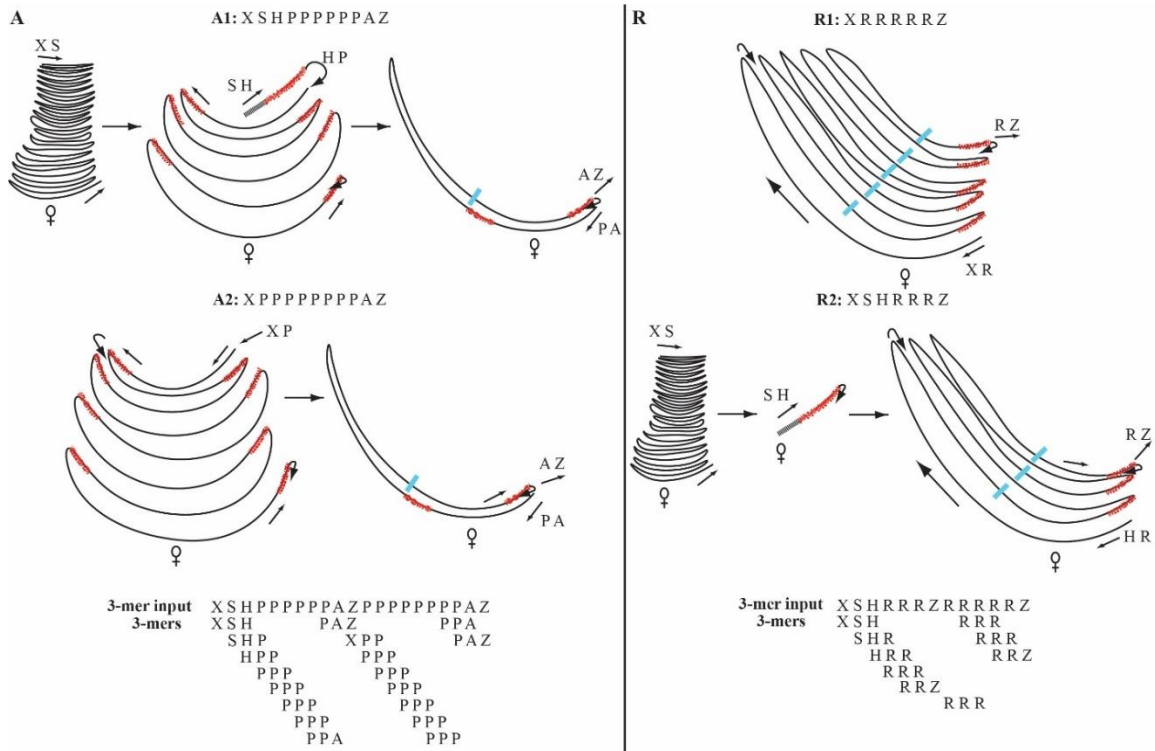 A
A1: X S H P P P P P P A Z
X S
S H
H P
A Z
P A
♀
♀
♀
A2: X P P P P P P P P A Z
X P
A Z
P A
♀
♀
3-mer input X S H P P P P P P A Z P P P P P P P P A Z
3-mers X S H P A Z P P A
S H P X P P P A Z
H P P P P P
P P P P P P
P P P P P P
P P P P P P
P P P P P P
P P A P P P
R
R1: X R R R R R Z
R Z
X R
♀
R2: X S H R R R Z
X S
S H
R Z
H R
♀
♀
♀
3-mer input X S H R R R Z R R R R R Z
3-mers X S H R R R
S H R R R R
H R R R R Z
R R R
R R Z
R R R